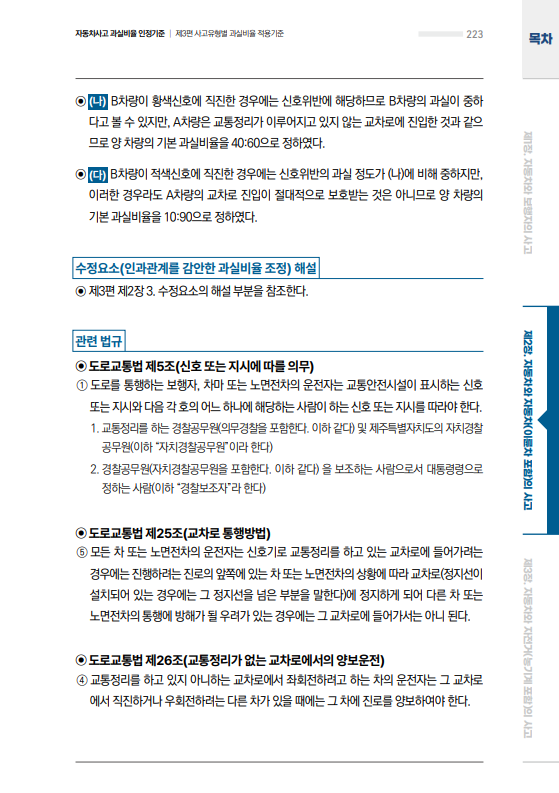 자동차사고 과실비율 인정기준 | 제3편 사고유형별 과실비율 적용기준
223
목차
◉ (나) B차량이 황색신호에 직진한 경우에는 신호위반에 해당하므로 B차량의 과실이 중하
다고 볼 수 있지만, A차량은 교통정리가 이루어지고 있지 않는 교차로에 진입한 것과 같으
므로 양 차량의 기본 과실비율을 40:60으로 정하였다.
◉ (다) B차량이 적색신호에 직진한 경우에는 신호위반의 과실 정도가 (나)에 비해 중하지만,
이러한 경우라도 A차량의 교차로 진입이 절대적으로 보호받는 것은 아니므로 양 차량의
기본 과실비율을 10:90으로 정하였다.
수정요소(인과관계를 감안한 과실비율 조정) 해설
◉ 제3편 제2장 3. 수정요소의 해설 부분을 참조한다.
관련 법규
◉ 도로교통법 제5조(신호 또는 지시에 따를 의무)
① 도로를 통행하는 보행자, 차마 또는 노면전차의 운전자는 교통안전시설이 표시하는 신호
또는 지시와 다음 각 호의 어느 하나에 해당하는 사람이 하는 신호 또는 지시를 따라야 한다.
1. 교통정리를 하는 경찰공무원(의무경찰을 포함한다. 이하 같다) 및 제주특별자치도의 자치경찰
공무원(이하 “자치경찰공무원”이라 한다)
2. 경찰공무원(자치경찰공무원을 포함한다. 이하 같다) 을 보조하는 사람으로서 대통령령으로
정하는 사람(이하 “경찰보조자”라 한다)
◉ 도로교통법 제25조(교차로 통행방법)
⑤ 모든 차 또는 노면전차의 운전자는 신호기로 교통정리를 하고 있는 교차로에 들어가려는
경우에는 진행하려는 진로의 앞쪽에 있는 차 또는 노면전차의 상황에 따라 교차로(정지선이
설치되어 있는 경우에는 그 정지선을 넘은 부분을 말한다)에 정지하게 되어 다른 차 또는
노면전차의 통행에 방해가 될 우려가 있는 경우에는 그 교차로에 들어가서는 아니 된다.
◉ 도로교통법 제26조(교통정리가 없는 교차로에서의 양보운전)
④ 교통정리를 하고 있지 아니하는 교차로에서 좌회전하려고 하는 차의 운전자는 그 교차로
에서 직진하거나 우회전하려는 다른 차가 있을 때에는 그 차에 진로를 양보하여야 한다.
제1장. 자동차와 보행자의 사고
제2장. 자동차와 자동차(이륜차 포함)의 사고
제3장. 자동차와 자전거(농기계 포함)의 사고